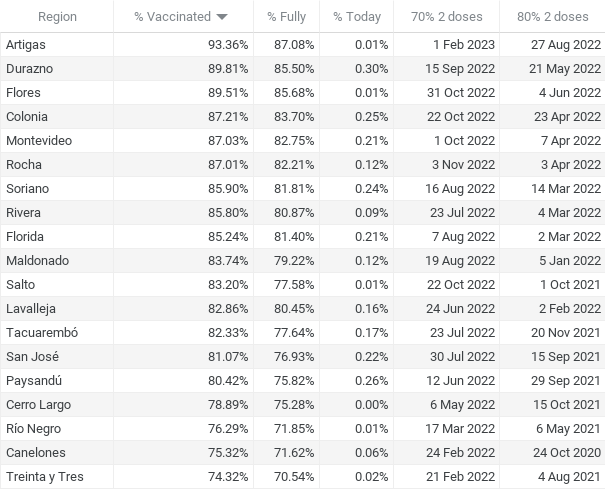 Region % Vaccinated % Fully % Today 70% 2 doses 80% 2 doses
Artigas 93.36% 87.08% 0.01% 1 Feb 2023 27 Aug 2022
Durazno 89.81% 85.50% 0.30% 15 Sep 2022 21 May 2022
Flores 89.51% 85.68% 0.01% 31 Oct 2022 4 Jun 2022
Colonia 87.21% 83.70% 0.25% 22 Oct 2022 23 Apr 2022
Montevideo 87.03% 82.75% 0.21% 1 Oct 2022 7 Apr 2022
Rocha 87.01% 82.21% 0.12% 3 Nov 2022 3 Apr 2022
Soriano 85.90% 81.81% 0.24% 16 Aug 2022 14 Mar 2022
Rivera 85.80% 80.87% 0.09% 23 Jul 2022 4 Mar 2022
Florida 85.24% 81.40% 0.21% 7 Aug 2022 2 Mar 2022
Maldonado 83.74% 79.22% 0.12% 19 Aug 2022 5 Jan 2022
Salto 83.20% 77.58% 0.01% 22 Oct 2022 1 Oct 2021
Lavalleja 82.86% 80.45% 0.16% 24 Jun 2022 2 Feb 2022
Tacuarembó 82.33% 77.64% 0.17% 23 Jul 2022 20 Nov 2021
San José 81.07% 76.93% 0.22% 30 Jul 2022 15 Sep 2021
Paysandú 80.42% 75.82% 0.26% 12 Jun 2022 29 Sep 2021
Cerro Largo 78.89% 75.28% 0.00% 6 May 2022 15 Oct 2021
Río Negro 76.29% 71.85% 0.01% 17 Mar 2022 6 May 2021
Canelones 75.32% 71.62% 0.06% 24 Feb 2022 24 Oct 2020
Treinta y Tres 74.32% 70.54% 0.02% 21 Feb 2022 4 Aug 2021